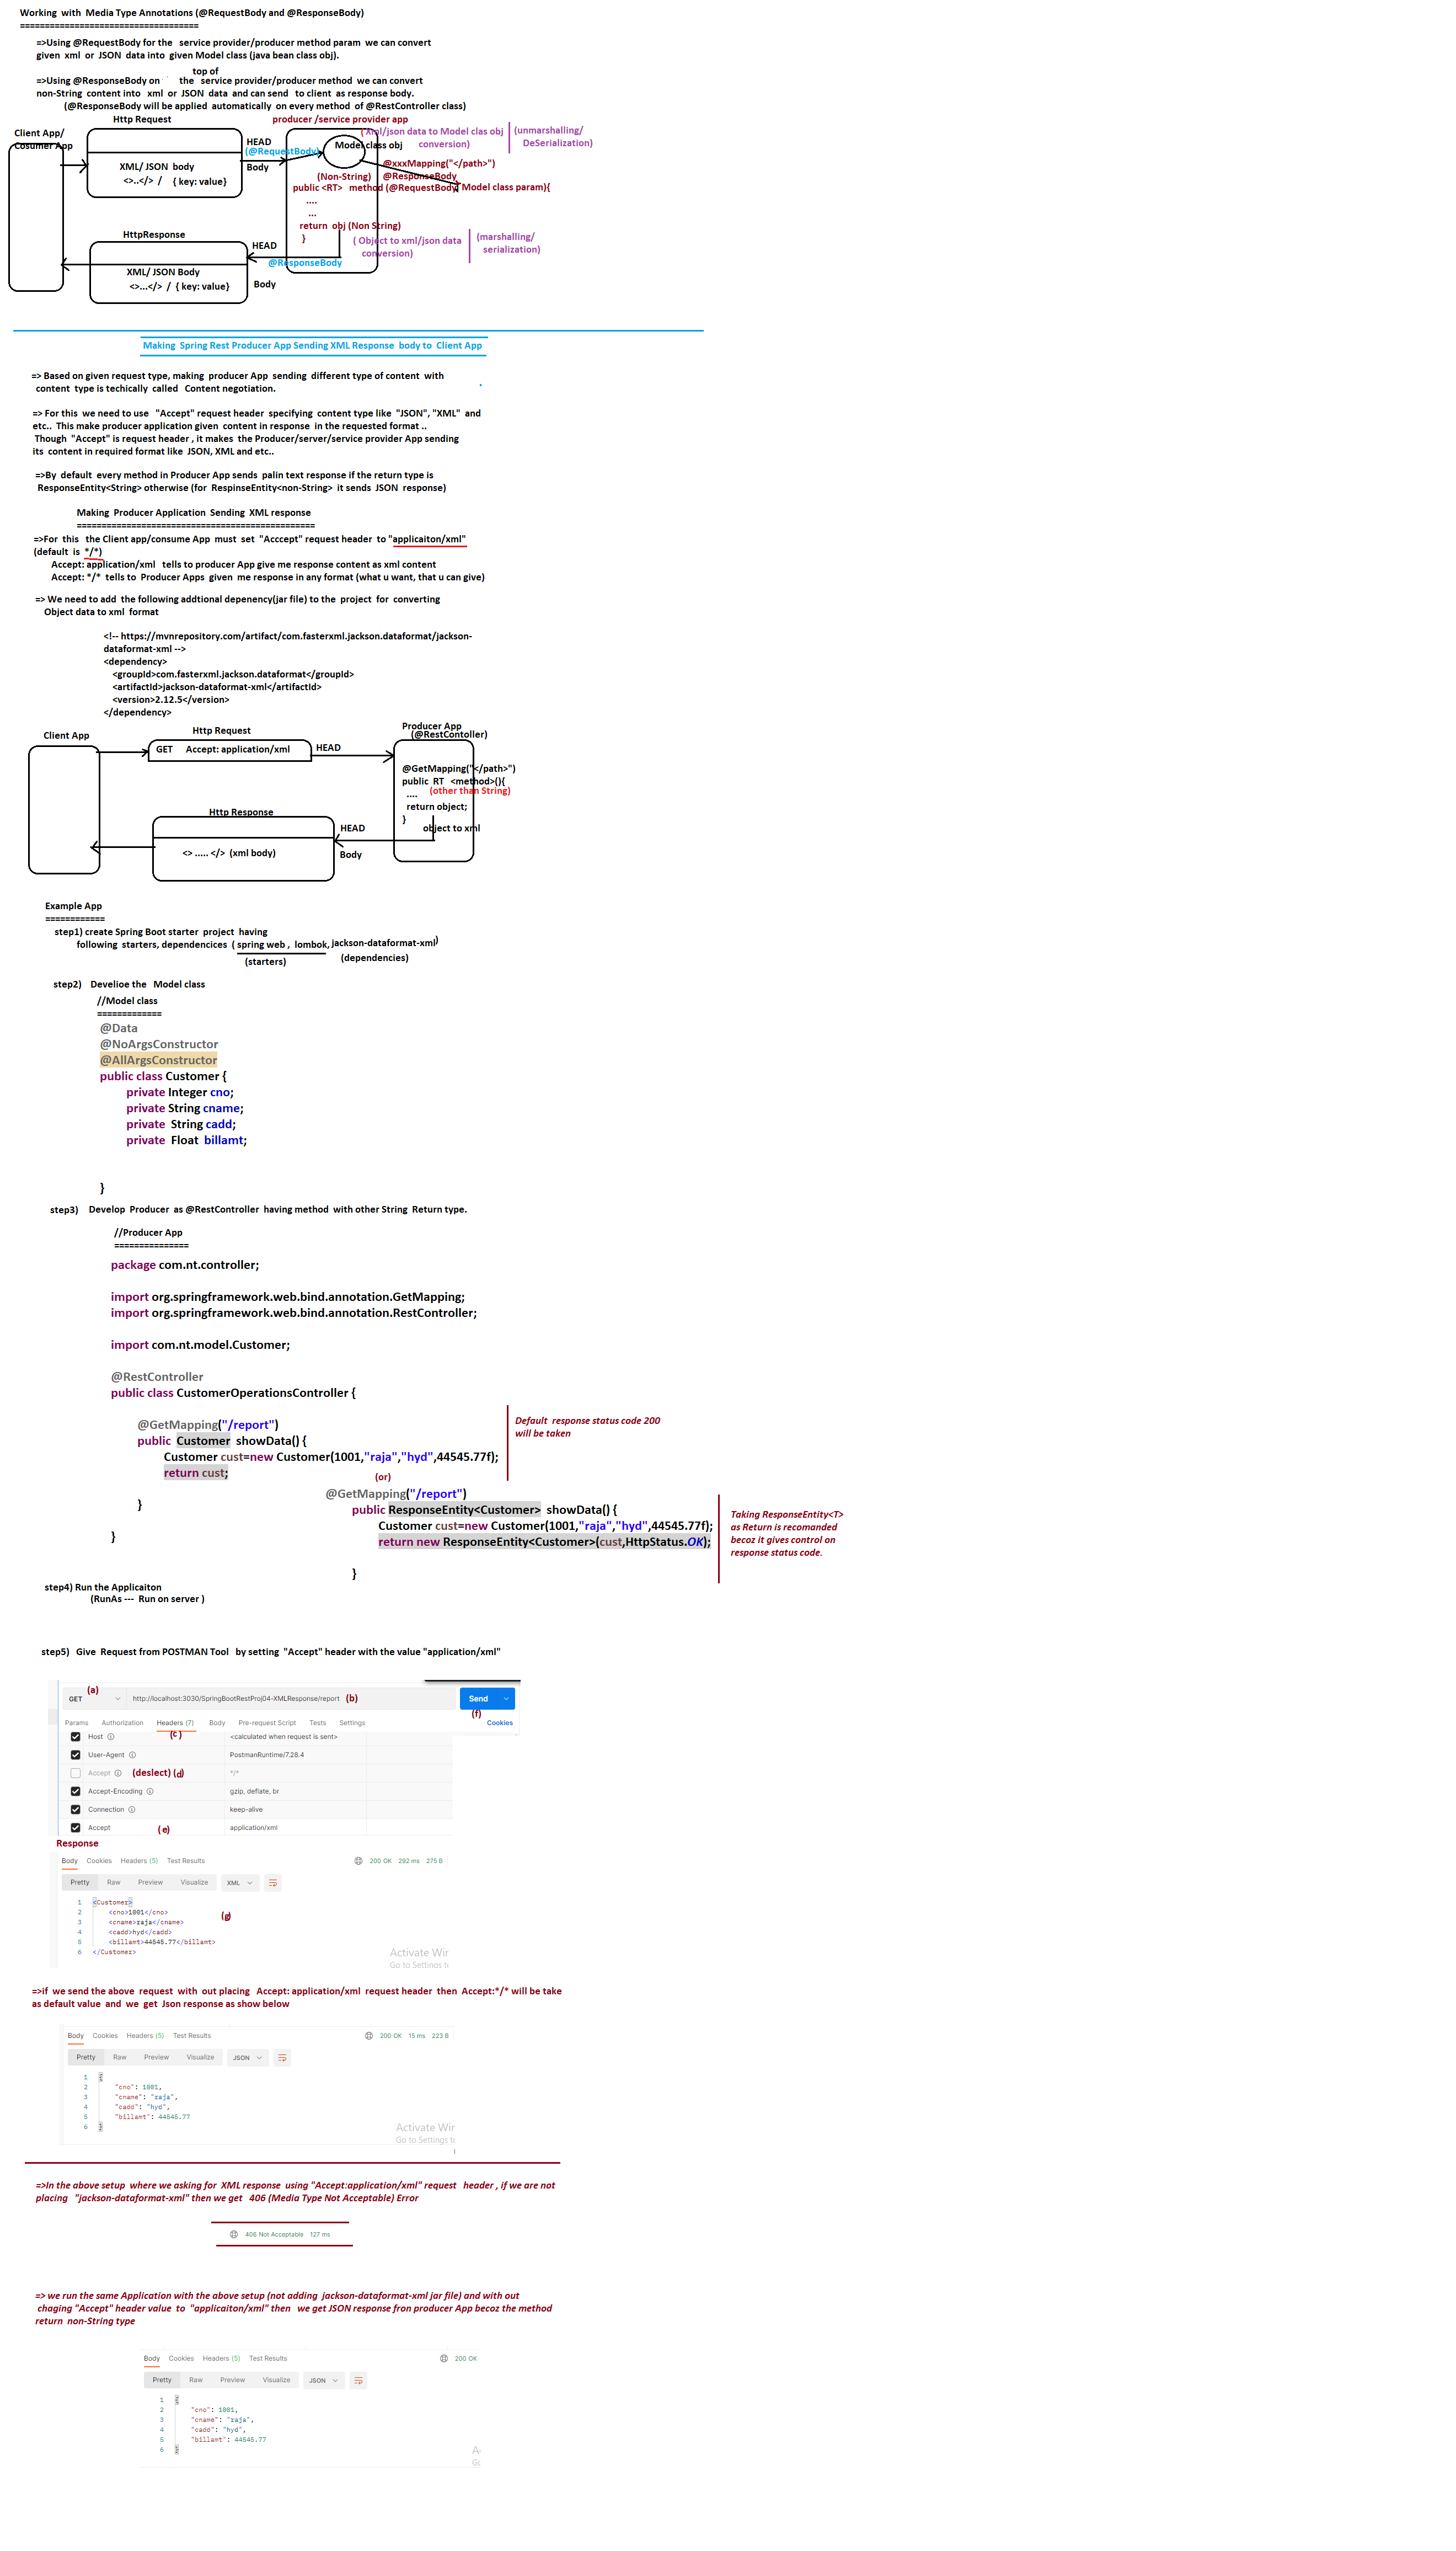 Working with Media Type Annotations (@RequestBody and @ResponseBody)
====================================
=>Using @RequestBody for the service provider/producer method param we can convert
given xml or JSON data into given Model class (java bean class obj).
top of
=>Using @ResponseBody on the service provider/producer method we can convert
non-String content into xml or JSON data and can send to client as response body.
(@ResponseBody will be applied automatically on every method of @RestController class)
Http Request
producer /service provider app
Client App/
Cosumer App
HEAD
(@RequestBody)
Body
XML/ JSON body
<>..</> / { key: value}
Model class obj
( Xml/json data to Model clas obj
conversion)
(unmarshalling/
DeSerialization)
@xxxMapping("</path>")
(Non-String) @ResponseBody
public <RT> method (@RequestBody Model class param){
....
...
return obj (Non String)
}
HttpResponse
HEAD
( Object to xml/json data
conversion)
(marshalling/
serialization)
@ResponseBody
XML/ JSON Body
<>...</> / { key: value}
Body
Making Spring Rest Producer App Sending XML Response body to Client App
=> Based on given request type, making producer App sending different type of content with
content type is techically called Content negotiation.
=> For this we need to use "Accept" request header specifying content type like "JSON", "XML" and
etc.. This make producer application given content in response in the requested format ..
Though "Accept" is request header , it makes the Producer/server/service provider App sending
its content in required format like JSON, XML and etc..
=>By default every method in Producer App sends palin text response if the return type is
ResponseEntity<String> otherwise (for RespinseEntity<non-String> it sends JSON response)
Making Producer Application Sending XML response
================================================
=>For this the Client app/consume App must set "Acccept" request header to "applicaiton/xml"
(default is */*)
Accept: application/xml tells to producer App give me response content as xml content
Accept: */* tells to Producer Apps given me response in any format (what u want, that u can give)
=> We need to add the following addtional depenency(jar file) to the project for converting
Object data to xml format
<!-- https://mvnrepository.com/artifact/com.fasterxml.jackson.dataformat/jackson-
dataformat-xml -->
<dependency>
<groupId>com.fasterxml.jackson.dataformat</groupId>
<artifactId>jackson-dataformat-xml</artifactId>
<version>2.12.5</version>
</dependency>
Client App
Http Request
Producer App
(@RestContoller)
GET Accept: application/xml
HEAD
@GetMapping("</path>")
public RT <method>(){
.... (other than String)
return object;
}
Http Response
HEAD
object to xml
<> ..... </> (xml body)
Body
Example App
============
step1) create Spring Boot starter project having
following starters, dependencices ( spring web , lombok, jackson-dataformat-xml)
(starters)
(dependencies)
step2) Develioe the Model class
//Model class
=============
@Data
@NoArgsConstructor
@AllArgsConstructor
public class Customer {
private Integer cno;
private String cname;
private String cadd;
private Float billamt;
}
step3) Develop Producer as @RestController having method with other String Return type.
//Producer App
===============
package com.nt.controller;
import org.springframework.web.bind.annotation.GetMapping;
import org.springframework.web.bind.annotation.RestController;
import com.nt.model.Customer;
@RestController
public class CustomerOperationsController {
@GetMapping("/report")
public Customer showData() {
Customer cust=new Customer(1001,"raja","hyd",44545.77f);
return cust;
}
}
Default response status code 200
will be taken
(or)
@GetMapping("/report")
public ResponseEntity<Customer> showData() {
Customer cust=new Customer(1001,"raja","hyd",44545.77f);
return new ResponseEntity<Customer>(cust,HttpStatus.OK);
}
Taking ResponseEntity<T>
as Return is recomanded
becoz it gives control on
response status code.
step4) Run the Applicaiton
(RunAs --- Run on server )
step5) Give Request from POSTMAN Tool by setting "Accept" header with the value "application/xml"
(a)
GET http://localhost:3030/SpringBootRestProj04-XMLResponse/report (b)
Send
(f)
Params Authorization Headers (7) Body Pre-request Script Tests Settings Cookies
(c )
Host <calculated when request is sent>
User-Agent PostmanRuntime/7.28.4
Accept (deslect) (d) */*
Accept-Encoding gzip, deflate, br
Connection keep-alive
Accept (e) application/xml
Response
Body Cookies Headers (5) Test Results 200 OK 292 ms 275 B
Pretty Raw Preview Visualize XML
1 <Customer>
2 <cno>1001</cno>
3 <cname>raja</cname>
4 <cadd>hyd</cadd>
5 <billamt>44545.77</billamt>
6 </Customer>
(g)
Activate Wir
Go to Settings t
=>if we send the above request with out placing Accept: application/xml request header then Accept:*/* will be take
as default value and we get Json response as show below
Body Cookies Headers (5) Test Results 200 OK 15 ms 223 B
Pretty Raw Preview Visualize JSON
1 {
2 "cno": 1001,
3 "cname": "raja",
4 "cadd": "hyd",
5 "billamt": 44545.77
6 }
Activate Wir
Go to Settings t
=>In the above setup where we asking for XML response using "Accept:application/xml" request header , if we are not
placing "jackson-dataformat-xml" then we get 406 (Media Type Not Acceptable) Error
406 Not Acceptable 127 ms
=> we run the same Application with the above setup (not adding jackson-dataformat-xml jar file) and with out
chaging "Accept" header value to "applicaiton/xml" then we get JSON response fron producer App becoz the method
return non-String type
Body Cookies Headers (5) Test Results 200 OK
Pretty Raw Preview Visualize JSON
1 {
2 "cno": 1001,
3 "cname": "raja",
4 "cadd": "hyd",
5 "billamt": 44545.77
6 }
A
Go